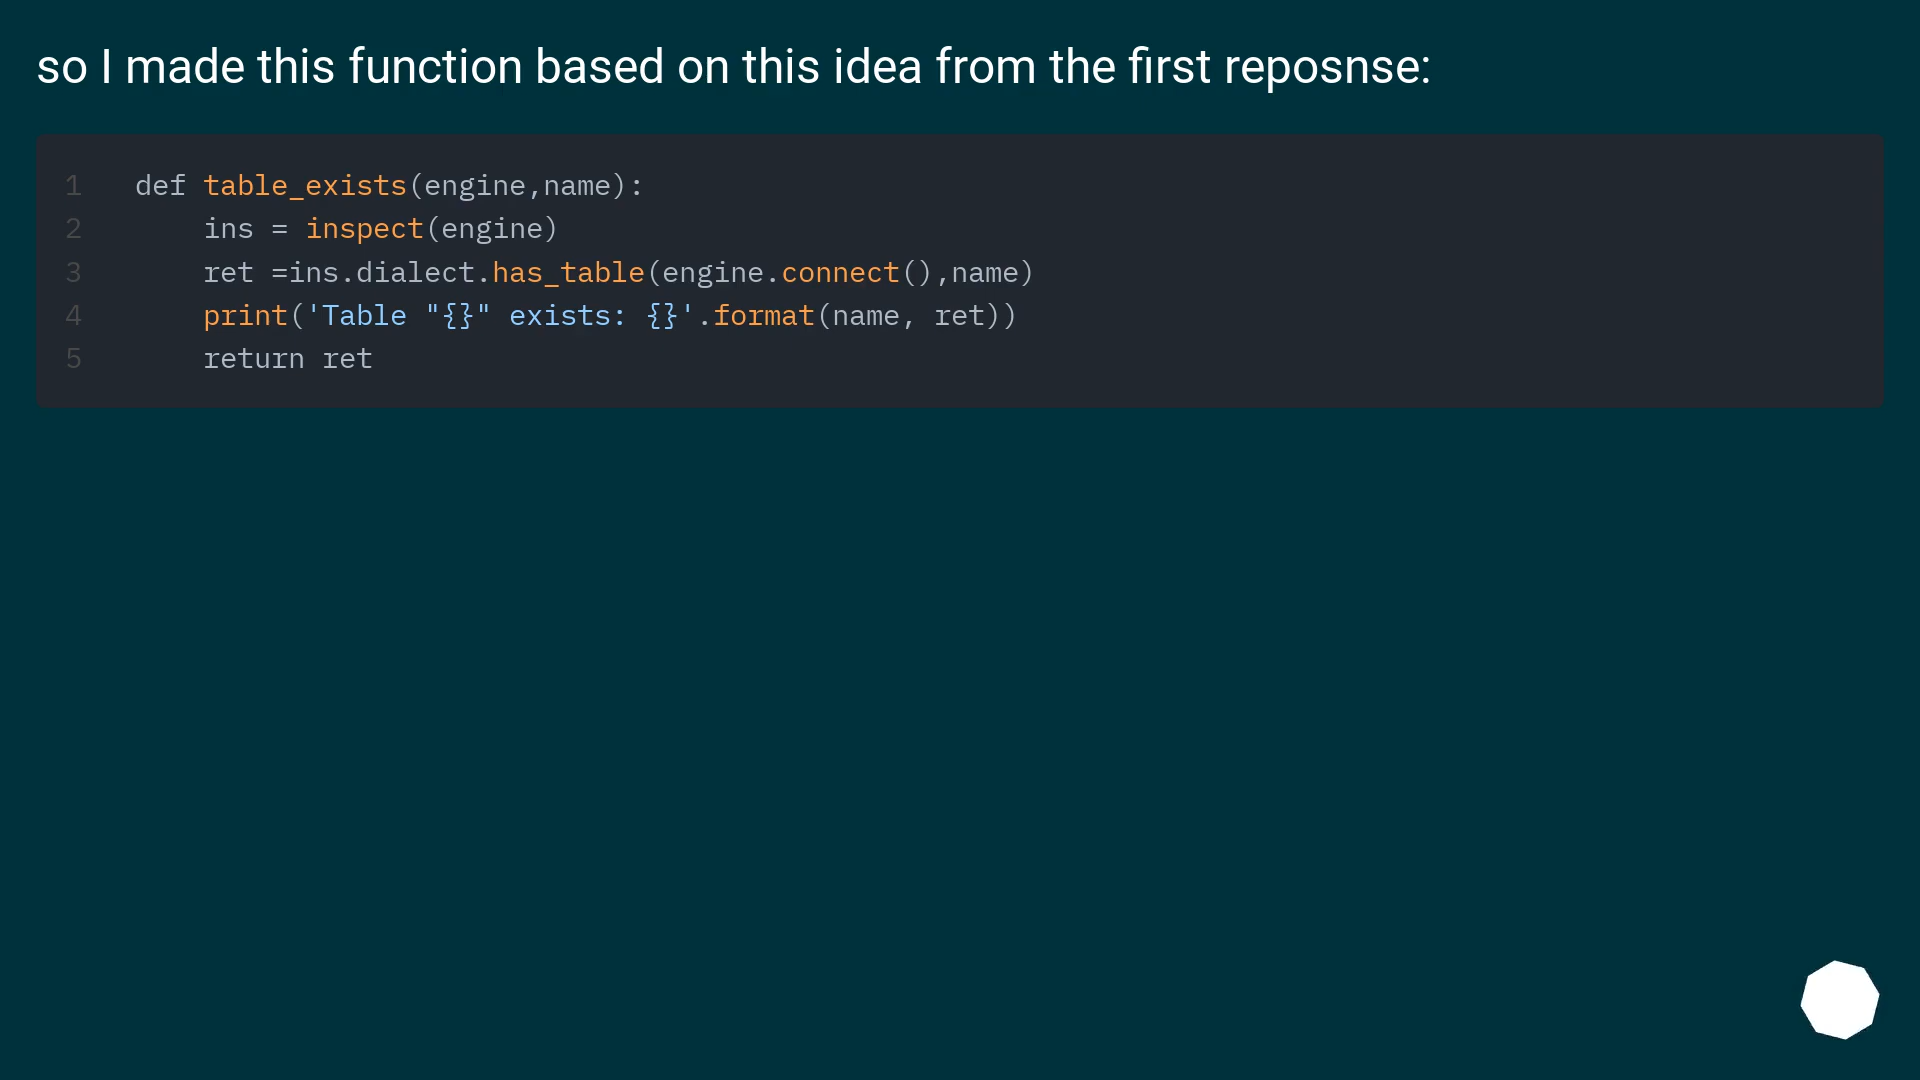 so I made this function based on this idea from the first reposnse:
1 def table_exists(engine,name):
2     ins = inspect(engine)
3     ret =ins.dialect.has_table(engine.connect(),name)
4     print('Table "{}" exists: {}'.format(name, ret))
5     return ret